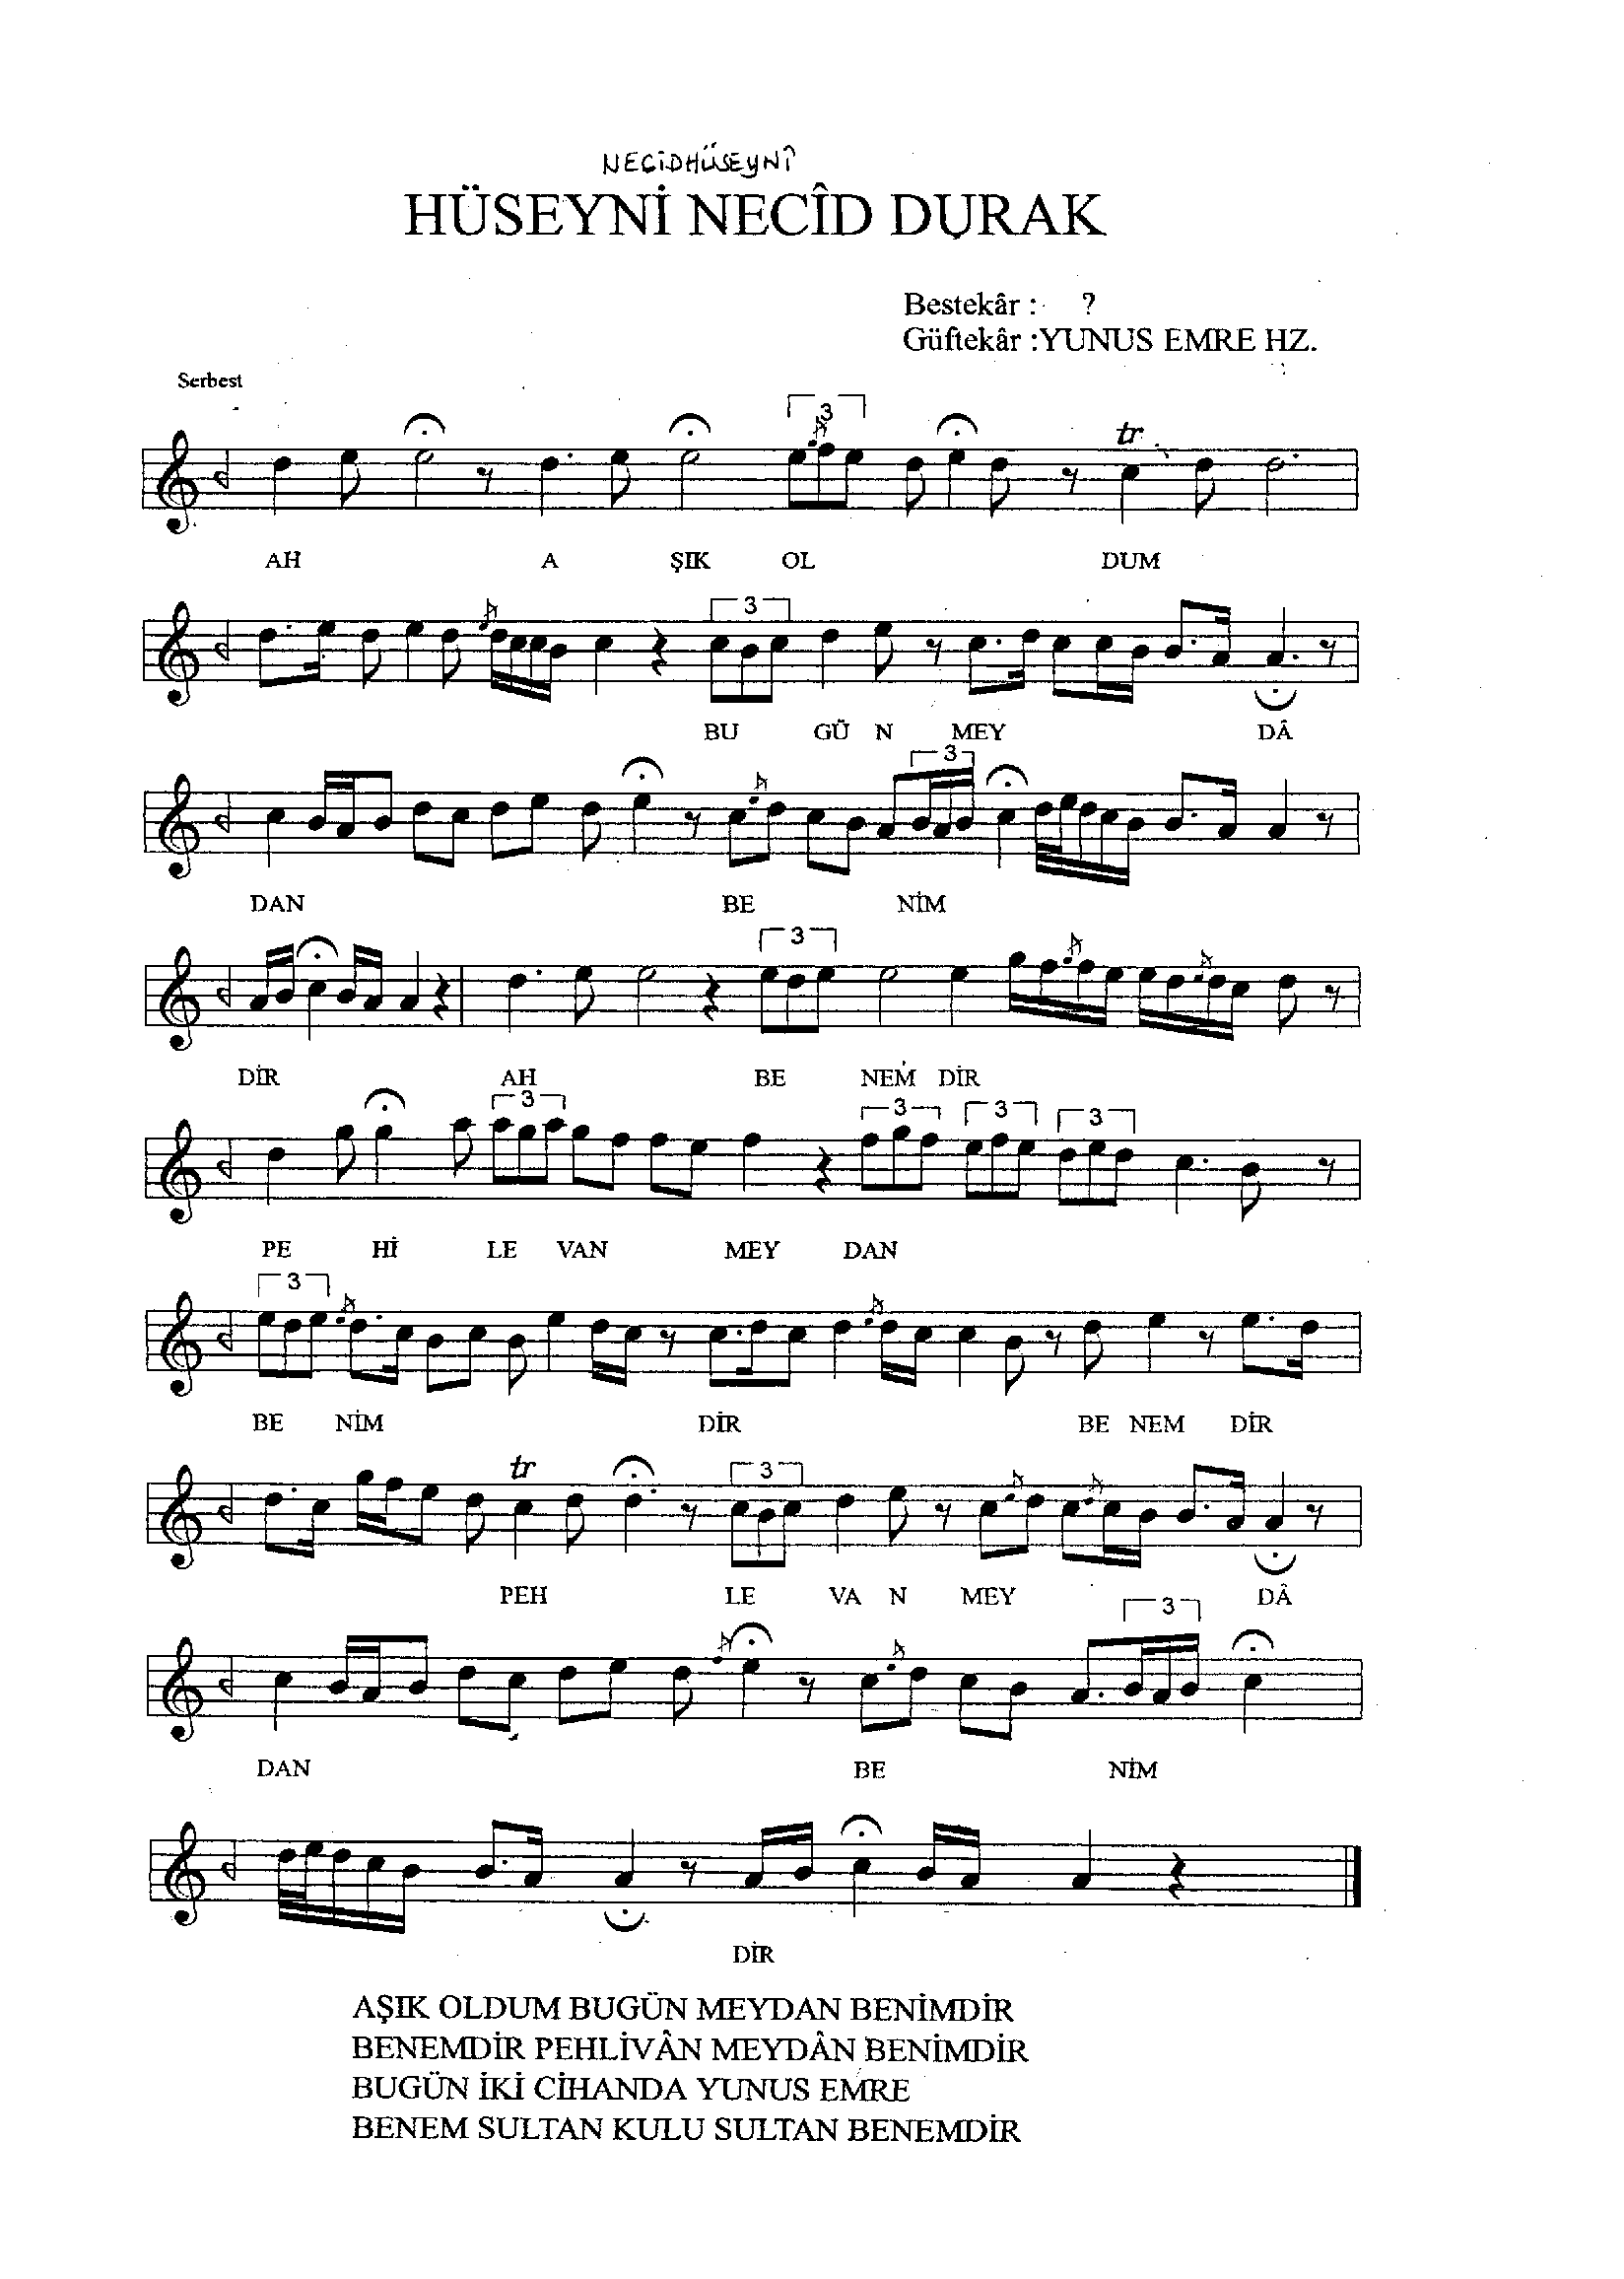 NECİDHÜSEYNÎ
HÜSEYNİ NECÎD DURAK
Bestekâr : ?
Güftekâr :YUNUS EMRE HZ.
Serbest
3
tr
AH A ŞIK OL DUM
3
BU GÜ N MEY DÂ
3
DAN BE NİM
3
DİR AH BE NEM DİR
3 3 3 3
PE Hİ LE VAN MEY DAN
3
BE NİM DİR BE NEM DİR
tr 3
PEH LE VA N MEY DÂ
3
DAN BE NİM
DİR
AŞIK OLDUM BUGÜN MEYDAN BENİMDİR
BENEMDİR PEHLİVÂN MEYDÂN BENİMDİR
BUGÜN İKİ CİHANDA YUNUS EMRE
BENEM SULTAN KULU SULTAN BENEMDİR